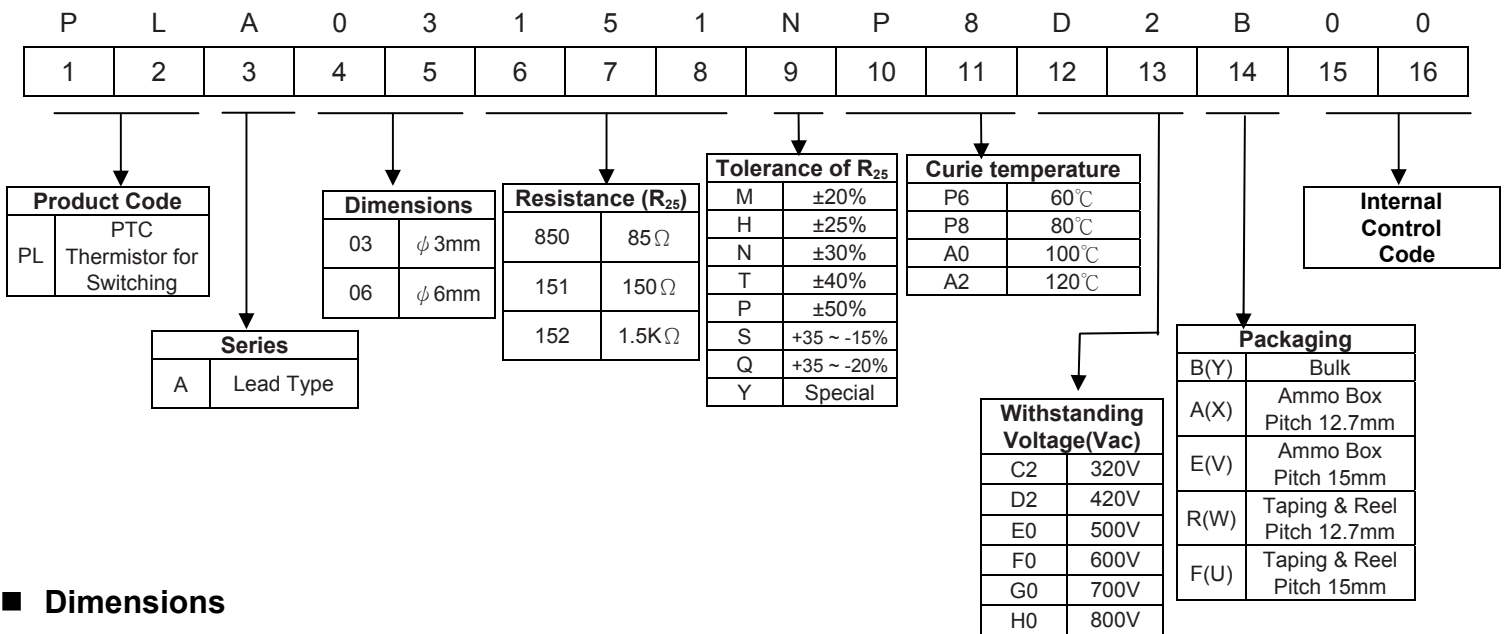 P L A 0 3 1 5 1 N P 8 D 2 B 0 0
1 2 3 4 5 6 7 8 9 10 11 12 13 14 15 16
Product Code
PL PTC
Thermistor for
Switching
Series
A Lead Type
Dimensions
03 ϕ 3mm
06 ϕ 6mm
Resistance (R25)
850 85Ω
151 150Ω
152 1.5KΩ
Tolerance of R25
M ±20%
H ±25%
N ±30%
T ±40%
P ±50%
S +35 ~ -15%
Q +35 ~ -20%
Y Special
Curie temperature
P6 60℃
P8 80℃
A0 100℃
A2 120℃
Withstanding
Voltage(Vac)
C2 320V
D2 420V
E0 500V
F0 600V
G0 700V
H0 800V
Packaging
B(Y) Bulk
A(X) Ammo Box
Pitch 12.7mm
E(V) Ammo Box
Pitch 15mm
R(W) Taping & Reel
Pitch 12.7mm
F(U) Taping & Reel
Pitch 15mm
Internal
Control
Code
■ Dimensions